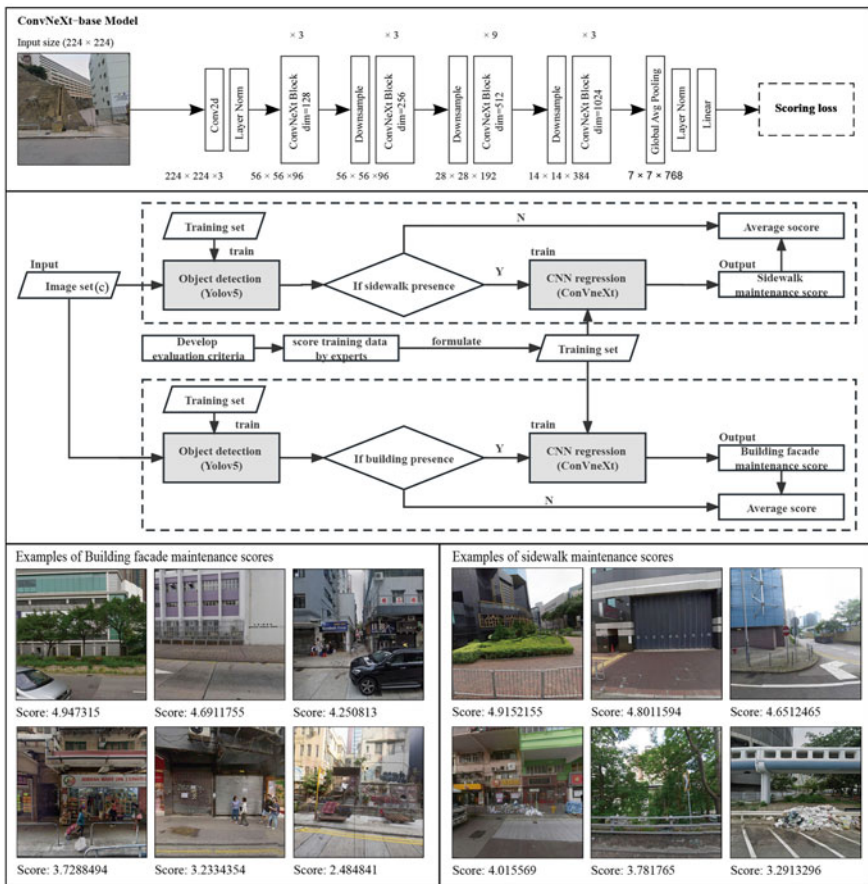 ConvNeXt-base Model
Input size (224 × 224)
× 3
× 3
× 9
× 3
Conv2d
Layer Norm
ConvNeXt Block
dim=128
Downsample
ConvNeXt Block
dim=256
Downsample
ConvNeXt Block
dim=512
Downsample
ConvNeXt Block
dim=1024
Global Avg Pooling
Layer Norm
Linear
Scoring loss
224 × 224 ×3
56 × 56 ×96
56 × 56 ×96
28 × 28 × 192
14 × 14 × 384
7 × 7 × 768
Training set
train
Input
Image set(c)
Object detection
(Yolov5)
If sidewalk presence
N
Y
train
CNN regression
(ConVneXt)
Average socore
Output
Sidewalk
maintenance score
Develop
evaluation criteria
score training data
by experts
formulate
Training set
Training set
train
Object detection
(Yolov5)
If building presence
Y
N
train
CNN regression
(ConVneXt)
Output
Building facade
maintenance score
Average score
Examples of Building facade maintenance scores
Score: 4.947315
Score: 4.6911755
Score: 4.250813
Score: 3.7288494
Score: 3.2334354
Score: 2.484841
Examples of sidewalk maintenance scores
Score: 4.9152155
Score: 4.8011594
Score: 4.6512465
Score: 4.015569
Score: 3.781765
Score: 3.2913296